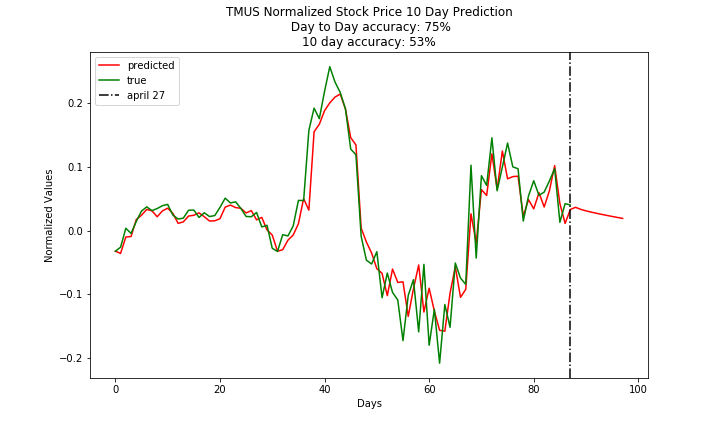 TMUS Normalized Stock Price 10 Day Prediction
Day to Day accuracy: 75%
10 day accuracy: 53%
predicted
true
april 27
0.2
0.1
0.0
−0.1
−0.2
Normalized Values
0 20 40 60 80 100
Days